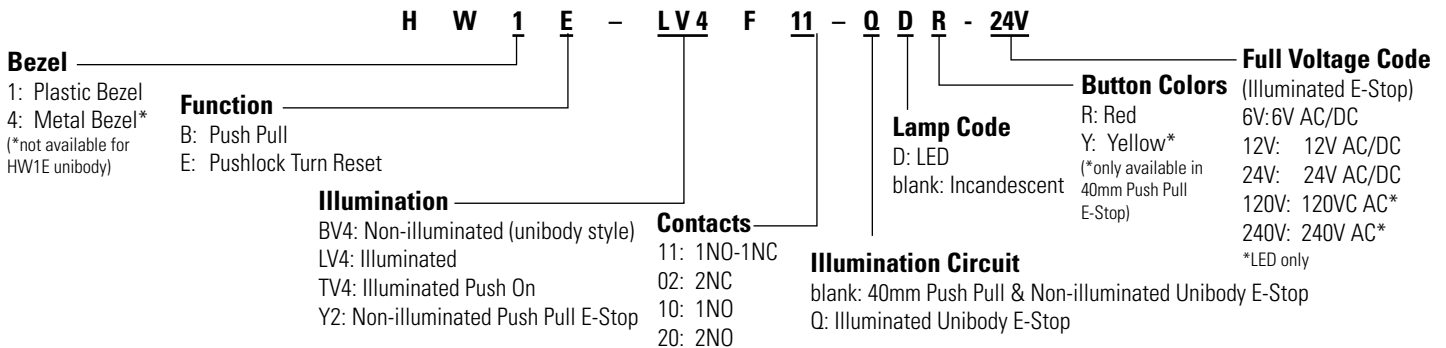 H W 1 E – LV4 F 11 – Q D R - 24V
Bezel
1: Plastic Bezel
4: Metal Bezel*
(*not available for
HW1E unibody)
Function
B: Push Pull
E: Pushlock Turn Reset
Illumination
BV4: Non-illuminated (unibody style)
LV4: Illuminated
TV4: Illuminated Push On
Y2: Non-illuminated Push Pull E-Stop
Contacts
11: 1NO-1NC
02: 2NC
10: 1NO
20: 2NO
Illumination Circuit
blank: 40mm Push Pull & Non-illuminated Unibody E-Stop
Q: Illuminated Unibody E-Stop
Lamp Code
D: LED
blank: Incandescent
Button Colors
R: Red
Y: Yellow*
(*only available in
40mm Push Pull
E-Stop)
Full Voltage Code
(Illuminated E-Stop)
6V:6V AC/DC
12V: 12V AC/DC
24V: 24V AC/DC
120V: 120VC AC*
240V: 240V AC*
*LED only